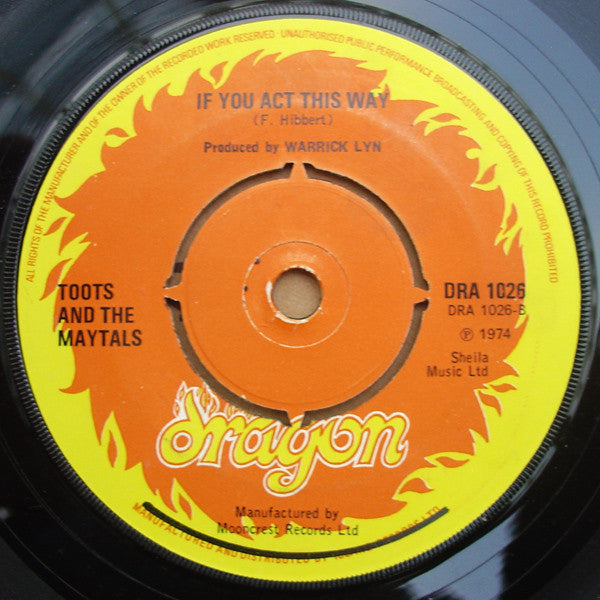 ALL RIGHTS OF THE MANUFACTURER AND OF THE OWNER OF THE RECORDED WORK RESERVED · UNAUTHORISED PUBLIC PERFORMANCE BROADCASTING AND COPYING OF THIS RECORD PROHIBITED
IF YOU ACT THIS WAY
(F. Hibbert)
Produced by WARRICK LYN
TOOTS
AND THE
MAYTALS
DRA 1026
DRA 1026-B
℗ 1974
Sheila
Music Ltd
dragon
Manufactured by
Mooncrest Records Ltd
MANUFACTURED AND DISTRIBUTED BY RECORDS LTD